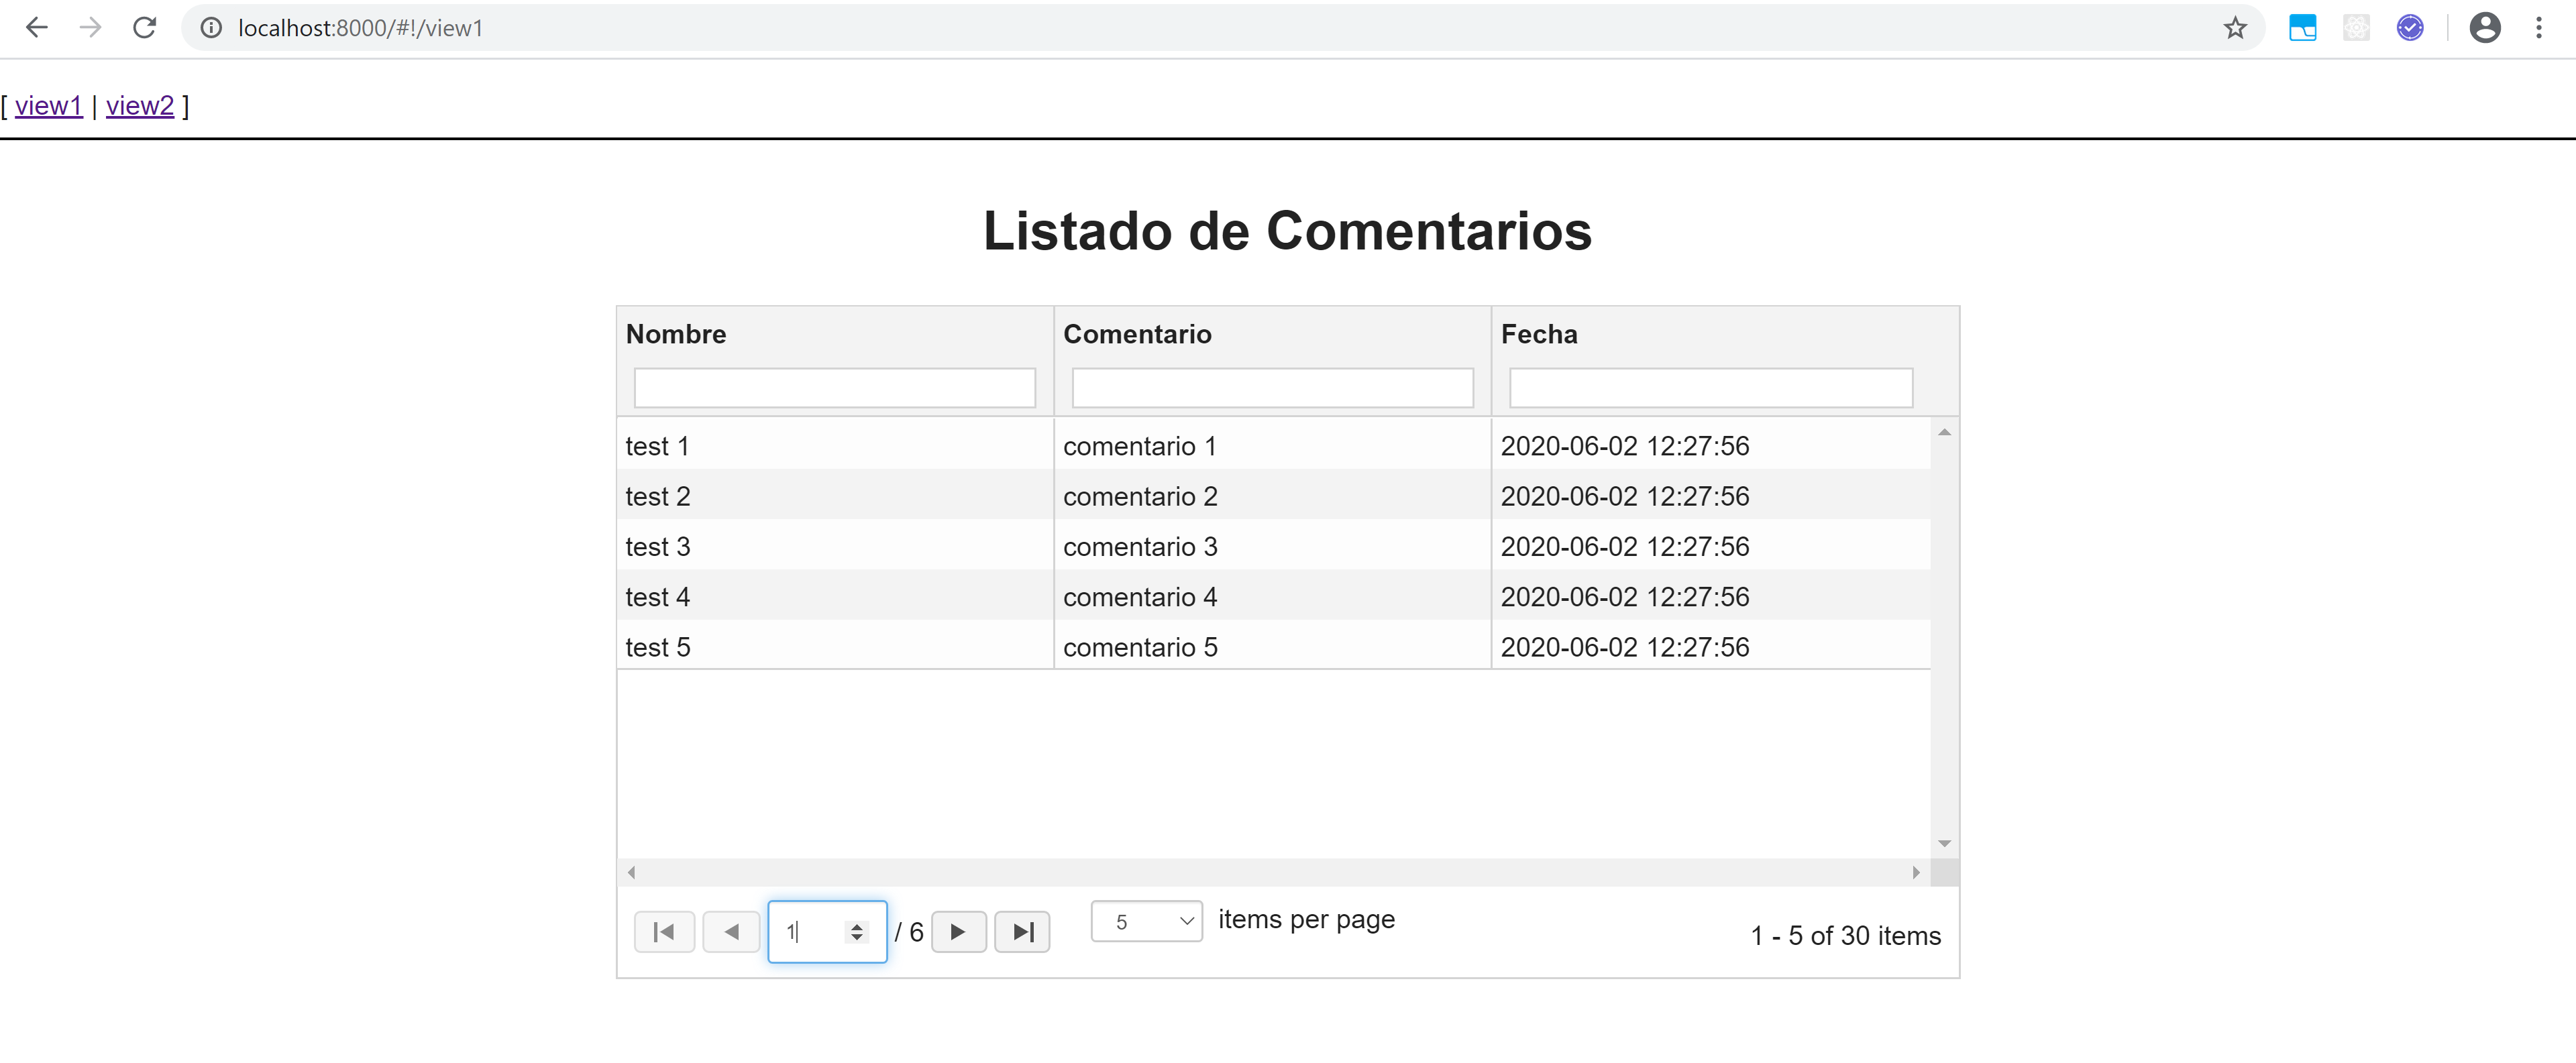 localhost:8000/#!/view1
[ view1 | view2 ]
Listado de Comentarios
Nombre Comentario Fecha
test 1 comentario 1 2020-06-02 12:27:56
test 2 comentario 2 2020-06-02 12:27:56
test 3 comentario 3 2020-06-02 12:27:56
test 4 comentario 4 2020-06-02 12:27:56
test 5 comentario 5 2020-06-02 12:27:56
1 / 6 5 items per page 1 - 5 of 30 items